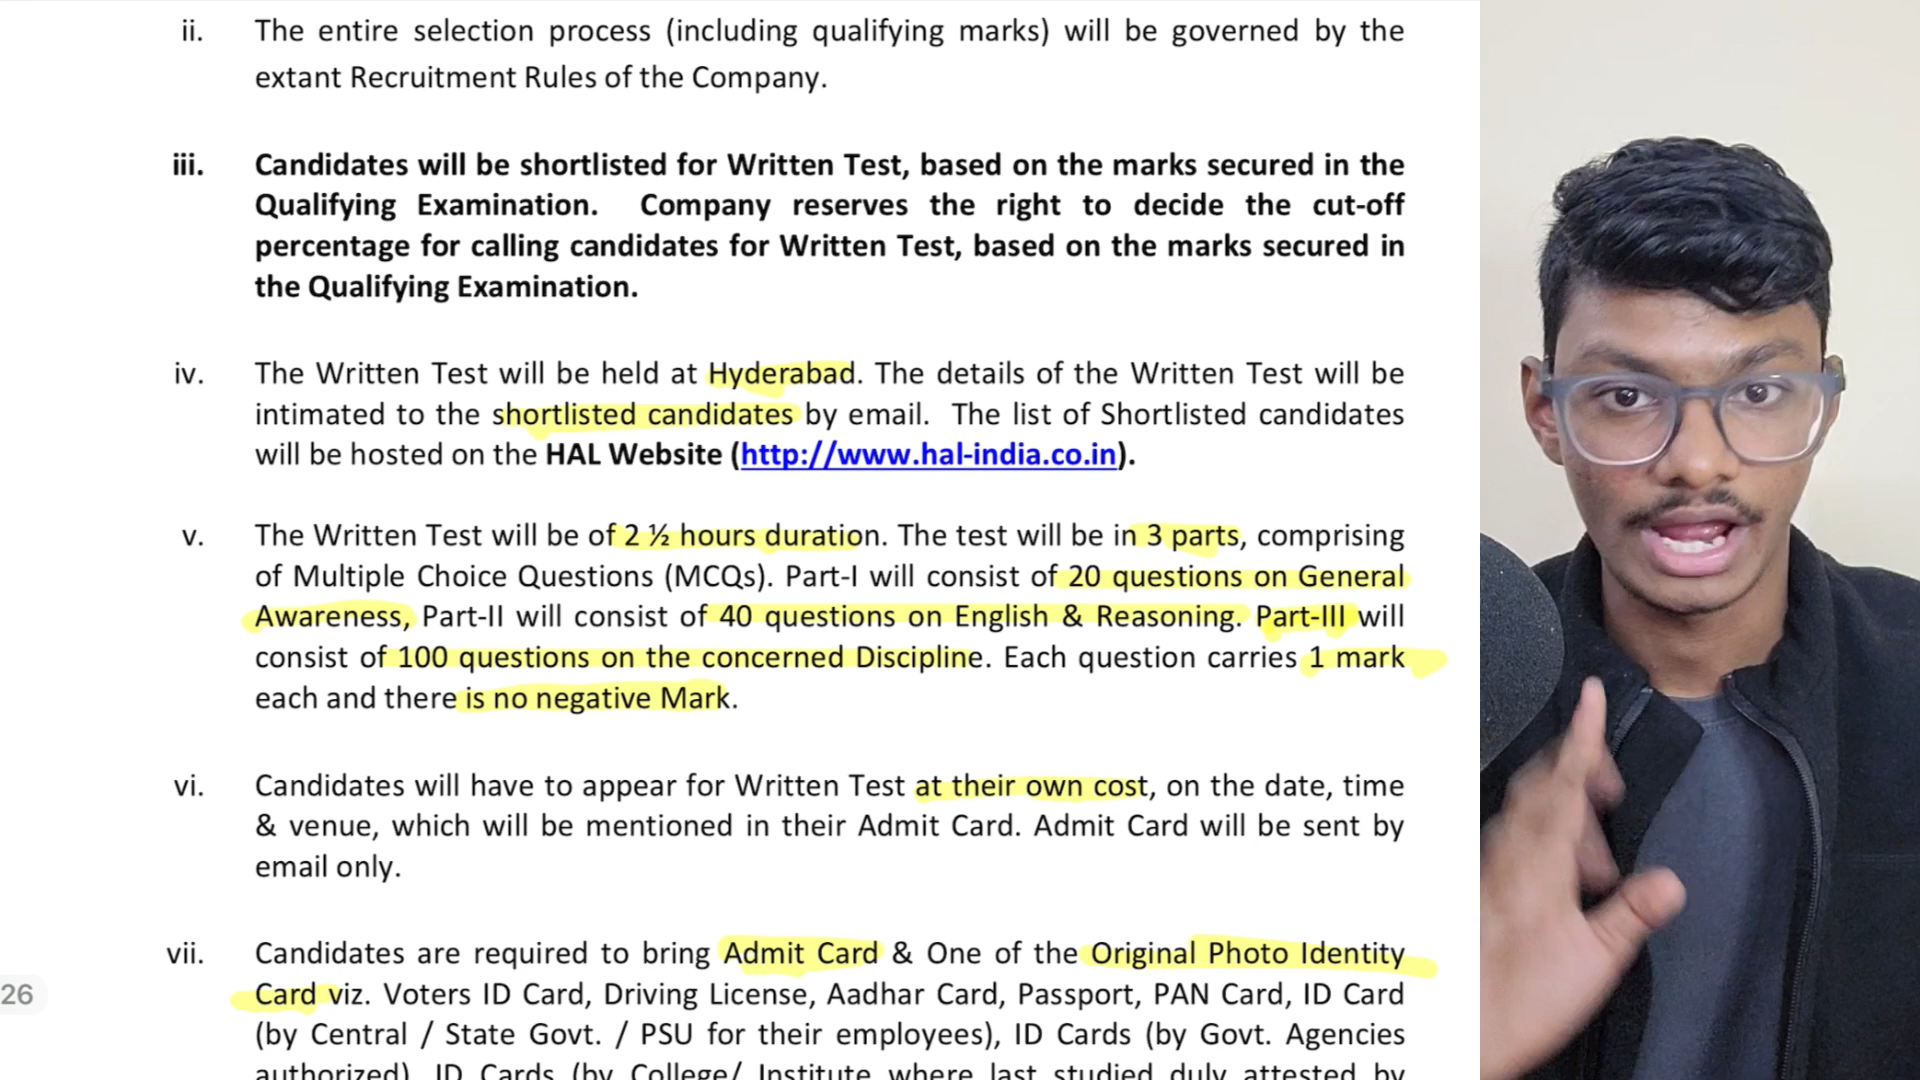 ii. The entire selection process (including qualifying marks) will be governed by the
extant Recruitment Rules of the Company.
iii. Candidates will be shortlisted for Written Test, based on the marks secured in the
Qualifying Examination. Company reserves the right to decide the cut-off
percentage for calling candidates for Written Test, based on the marks secured in
the Qualifying Examination.
iv. The Written Test will be held at Hyderabad. The details of the Written Test will be
intimated to the shortlisted candidates by email. The list of Shortlisted candidates
will be hosted on the HAL Website (http://www.hal-india.co.in).
v. The Written Test will be of 2 ½ hours duration. The test will be in 3 parts, comprising
of Multiple Choice Questions (MCQs). Part-I will consist of 20 questions on General
Awareness, Part-II will consist of 40 questions on English & Reasoning. Part-III will
consist of 100 questions on the concerned Discipline. Each question carries 1 mark
each and there is no negative Mark.
vi. Candidates will have to appear for Written Test at their own cost, on the date, time
& venue, which will be mentioned in their Admit Card. Admit Card will be sent by
email only.
vii. Candidates are required to bring Admit Card & One of the Original Photo Identity
Card viz. Voters ID Card, Driving License, Aadhar Card, Passport, PAN Card, ID Card
26
(by Central / State Govt. / PSU for their employees), ID Cards (by Govt. Agencies
authorized), ID Cards (by College/ Institute where last studied duly attested by